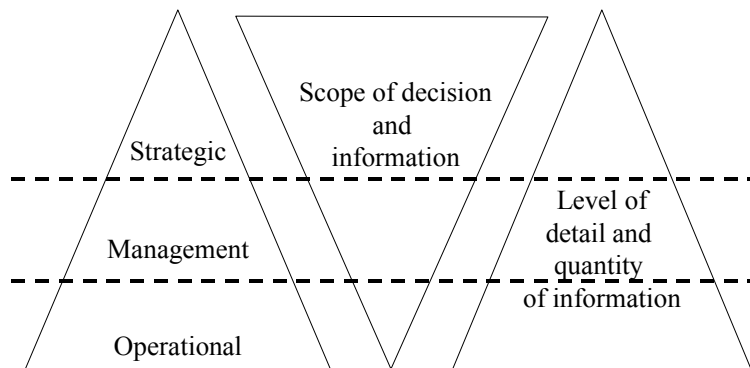 Strategic
Management
Operational
Scope of decision
and
information
Level of
detail and
quantity
of information